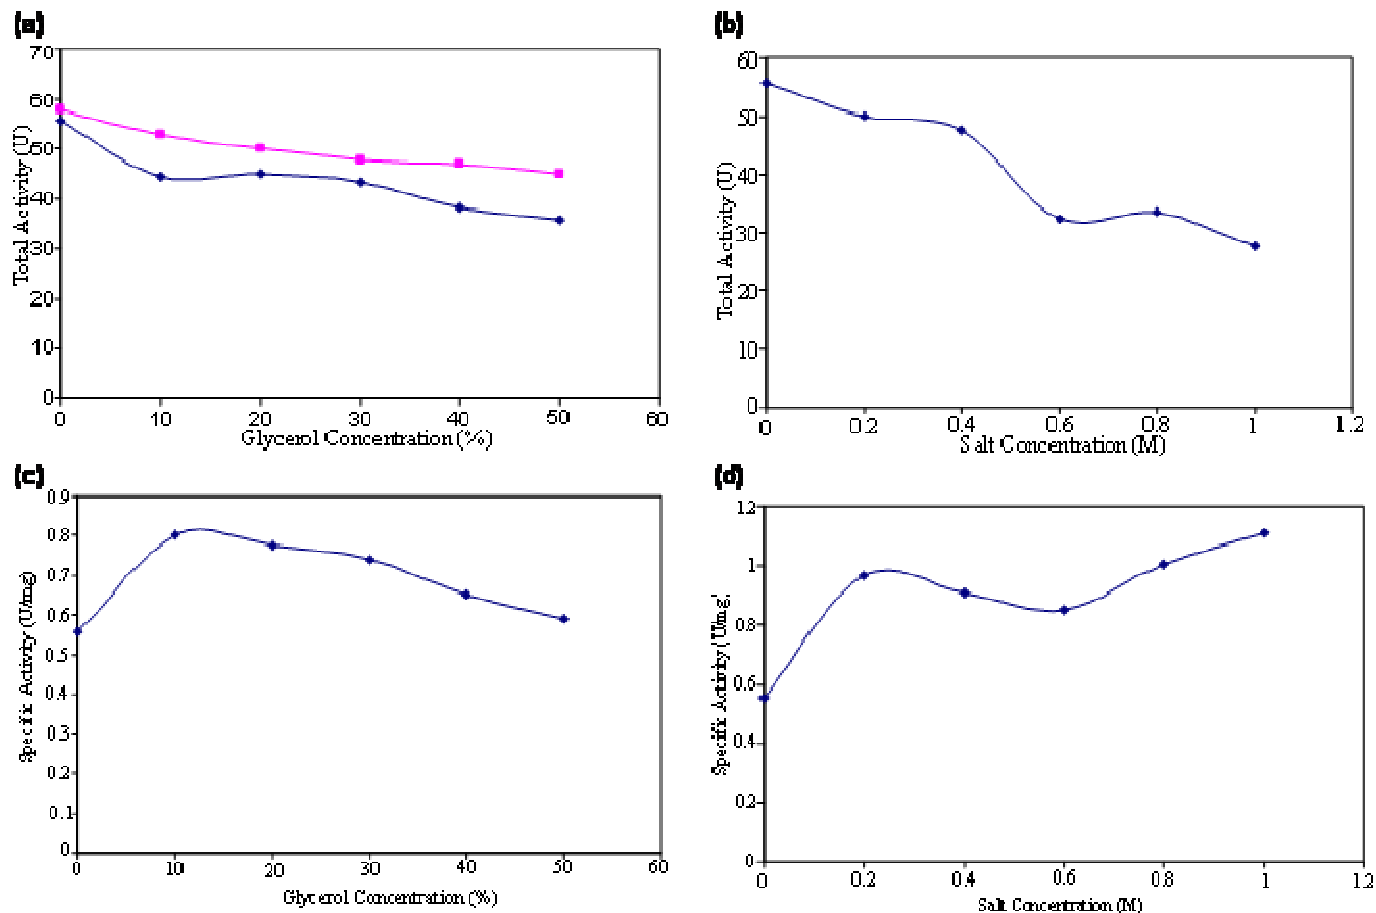 (a)
70
60
50
40
30
20
10
0
Total Activity (U)
0 10 20 30 40 50 60
Glycerol Concentration (%)
(b)
60
50
40
30
20
10
0
Total Activity (U)
0 0.2 0.4 0.6 0.8 1 1.2
Salt Concentration (M)
(c)
0.9
0.8
0.7
0.6
0.5
0.4
0.3
0.2
0.1
0
Specific Activity (U/mg)
0 10 20 30 40 50 60
Glycerol Concentration (%)
(d)
1.2
1
0.8
0.6
0.4
0.2
0
Specific Activity (U/mg)
0 0.2 0.4 0.6 0.8 1 1.2
Salt Concentration (M)